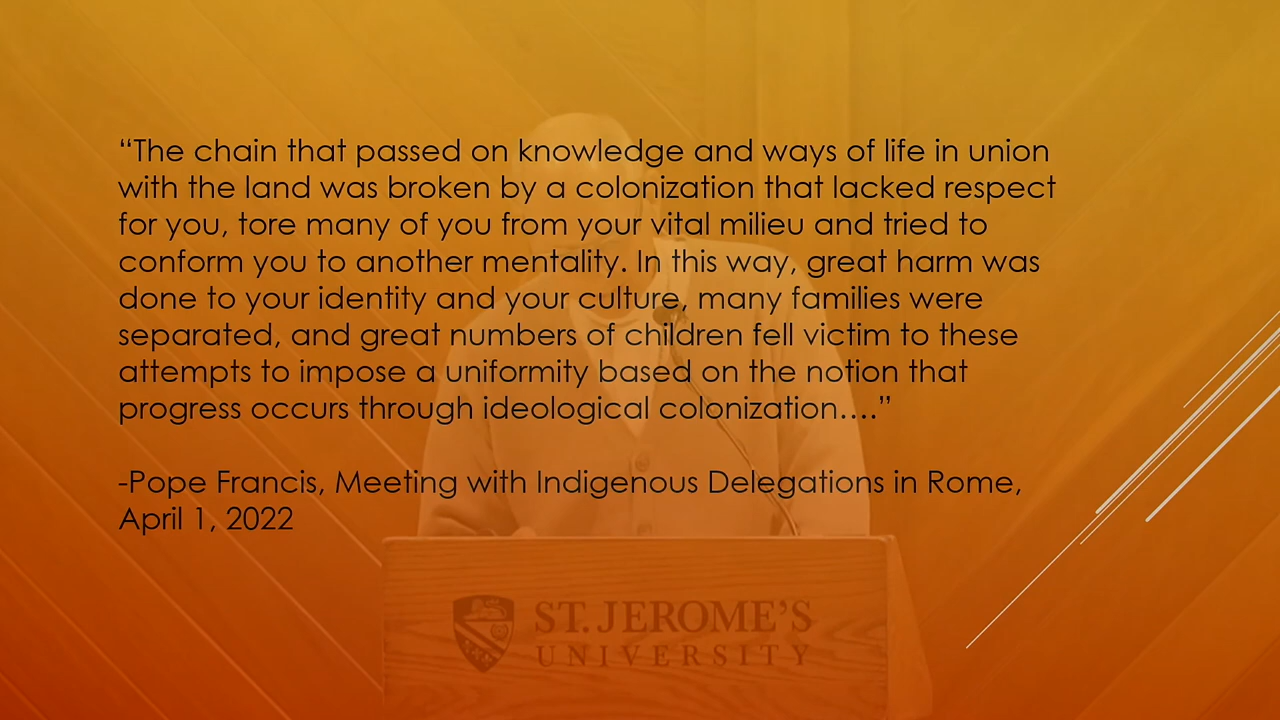 “The chain that passed on knowledge and ways of life in union
with the land was broken by a colonization that lacked respect
for you, tore many of you from your vital milieu and tried to
conform you to another mentality. In this way, great harm was
done to your identity and your culture, many families were
separated, and great numbers of children fell victim to these
attempts to impose a uniformity based on the notion that
progress occurs through ideological colonization….”
-Pope Francis, Meeting with Indigenous Delegations in Rome,
April 1, 2022
ST. JEROME’S
UNIVERSITY